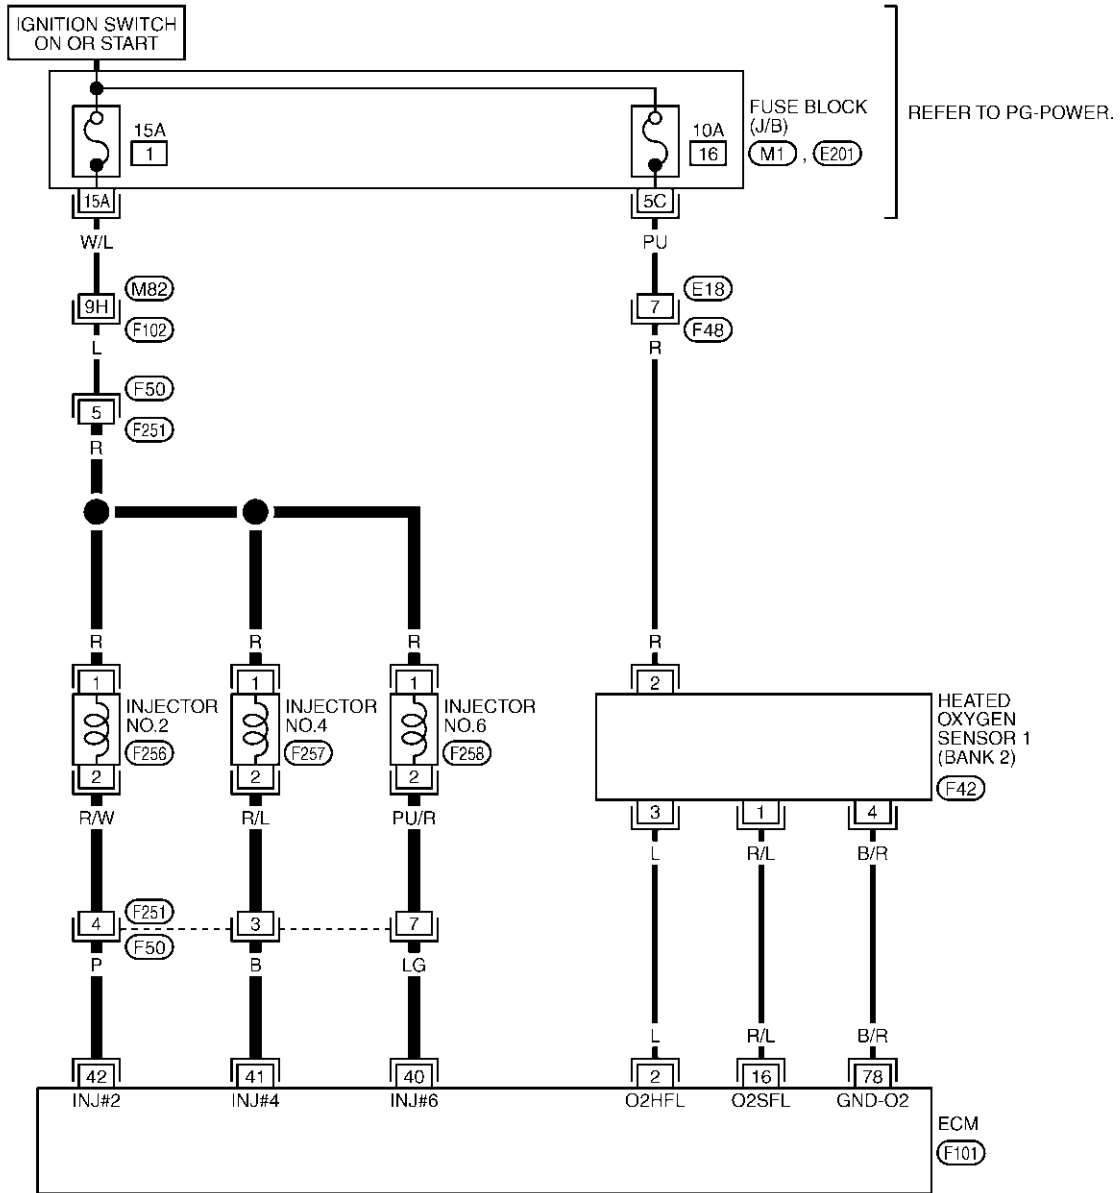 IGNITION SWITCH
ON OR START
FUSE BLOCK
(J/B)
REFER TO PG-POWER.
15A
1
10A
16
M1 , E201
15A
5C
W/L
PU
M82
E18
9H
7
F102
F48
L
R
F50
5
F251
R
R
R
R
R
1
1
1
2
INJECTOR
NO.2
F256
INJECTOR
NO.4
F257
INJECTOR
NO.6
F258
HEATED
OXYGEN
SENSOR 1
(BANK 2)
F42
2
2
2
3
1
4
R/W
R/L
PU/R
L
R/L
B/R
4
F251
3
7
F50
P
B
LG
L
R/L
B/R
42
41
40
2
16
78
INJ#2
INJ#4
INJ#6
O2HFL
O2SFL
GND-O2
ECM
F101